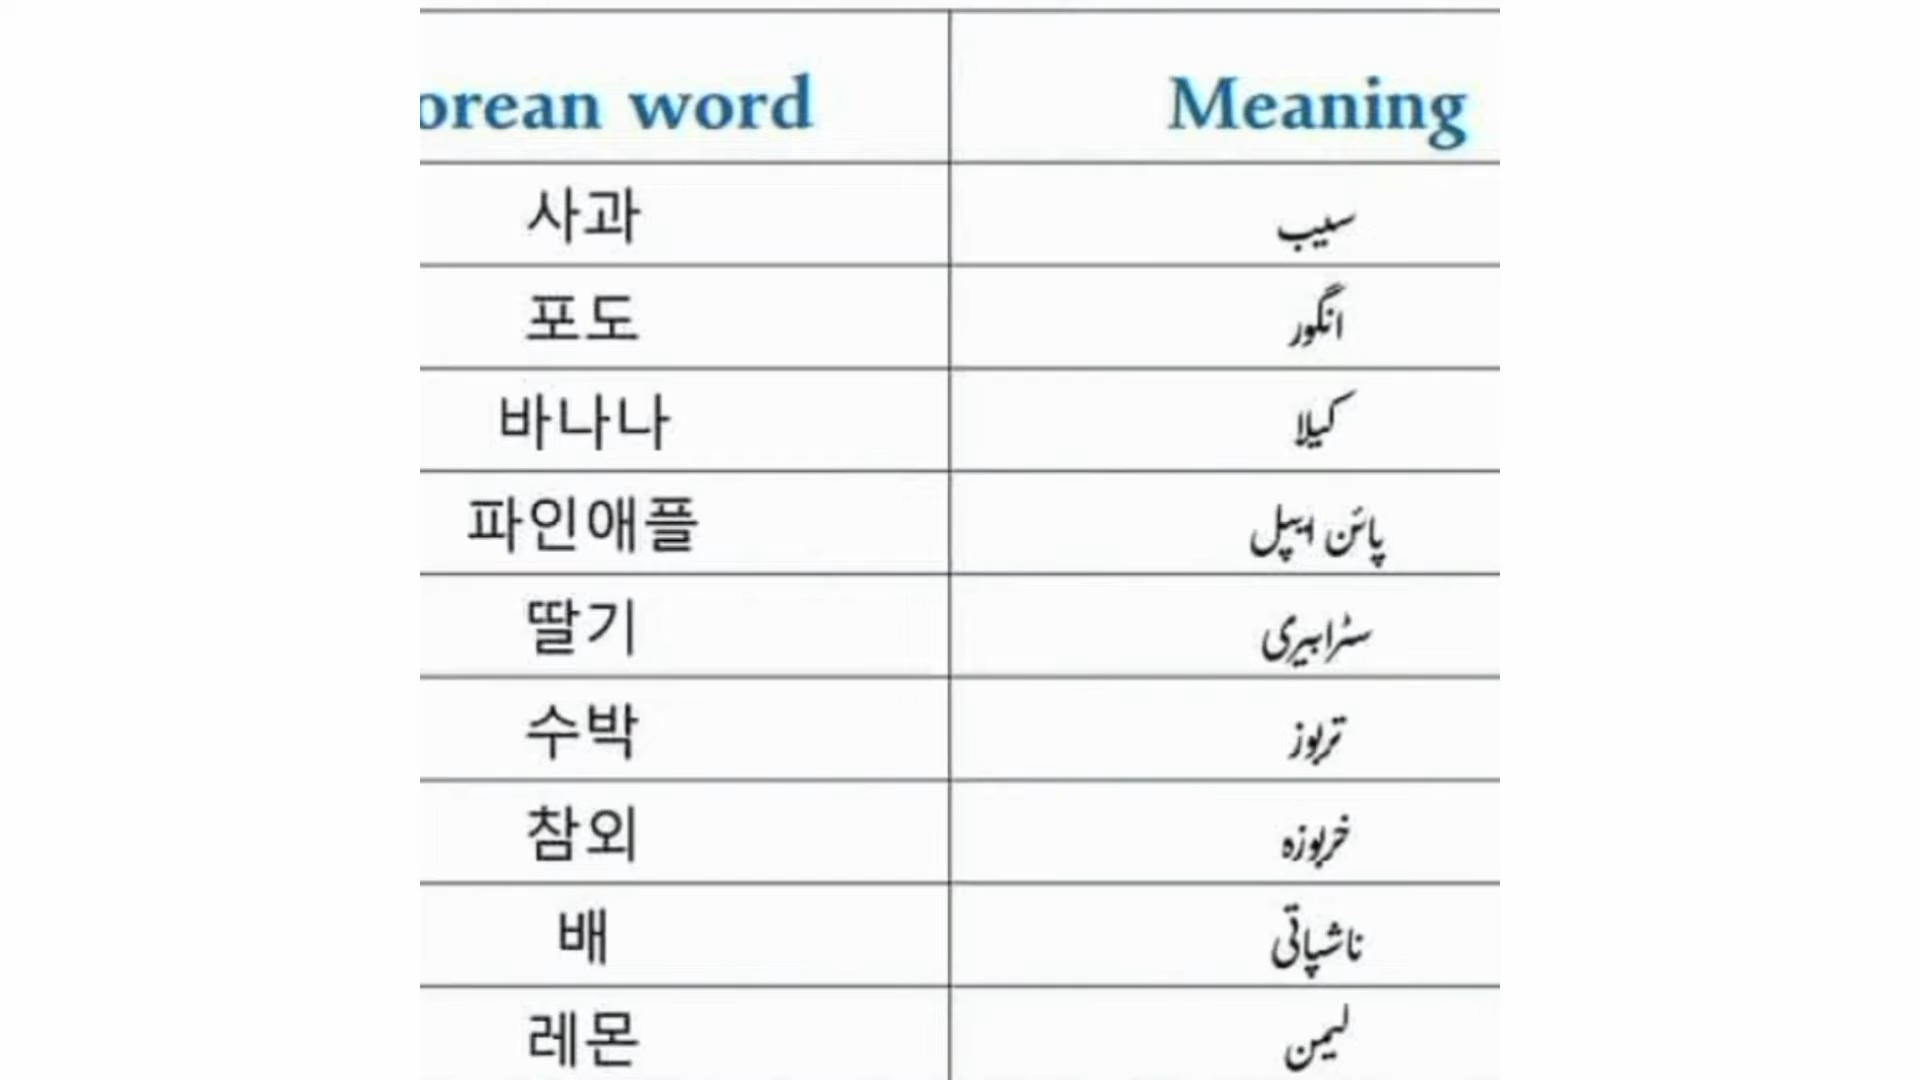 orean word Meaning
사과 سیب
포도 انگور
바나나 کیلا
파인애플 پائن ایپل
딸기 سٹرابیری
수박 تربوز
참외 خربوزہ
배 ناشپاتی
레몬 لیمن